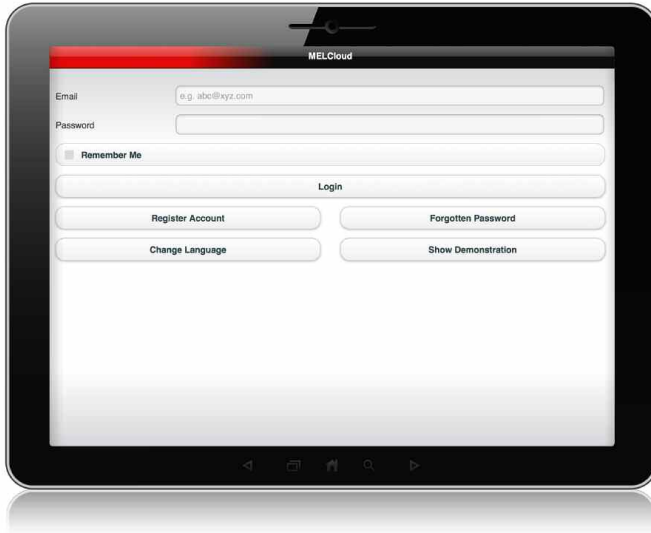 MELCloud
Email
e.g. abc@xyz.com
Password
Remember Me
Login
Register Account
Forgotten Password
Change Language
Show Demonstration